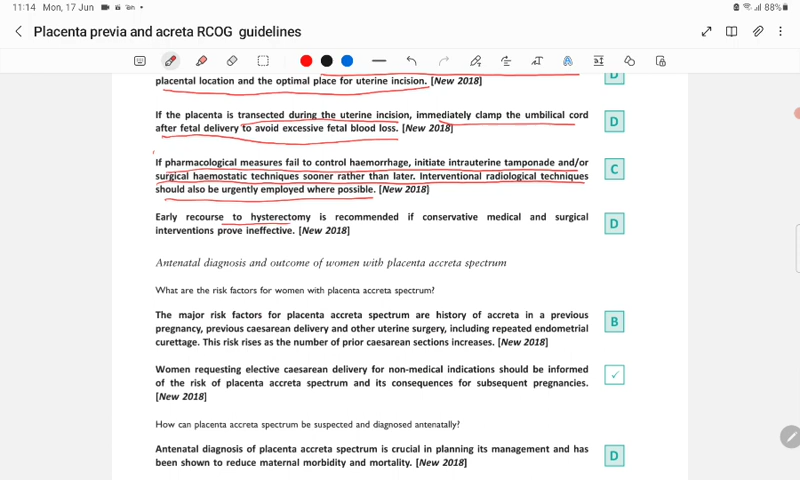 11:14 Mon, 17 Jun 88%
Placenta previa and acreta RCOG guidelines
placental location and the optimal place for uterine incision. [New 2018]
D
If the placenta is transected during the uterine incision, immediately clamp the umbilical cord
after fetal delivery to avoid excessive fetal blood loss. [New 2018]
D
If pharmacological measures fail to control haemorrhage, initiate intrauterine tamponade and/or
surgical haemostatic techniques sooner rather than later. Interventional radiological techniques
should also be urgently employed where possible. [New 2018]
C
Early recourse to hysterectomy is recommended if conservative medical and surgical
interventions prove ineffective. [New 2018]
D
Antenatal diagnosis and outcome of women with placenta accreta spectrum
What are the risk factors for women with placenta accreta spectrum?
The major risk factors for placenta accreta spectrum are history of accreta in a previous
pregnancy, previous caesarean delivery and other uterine surgery, including repeated endometrial
curettage. This risk rises as the number of prior caesarean sections increases. [New 2018]
B
Women requesting elective caesarean delivery for non-medical indications should be informed
of the risk of placenta accreta spectrum and its consequences for subsequent pregnancies.
[New 2018]
✓
How can placenta accreta spectrum be suspected and diagnosed antenatally?
Antenatal diagnosis of placenta accreta spectrum is crucial in planning its management and has
been shown to reduce maternal morbidity and mortality. [New 2018]
D